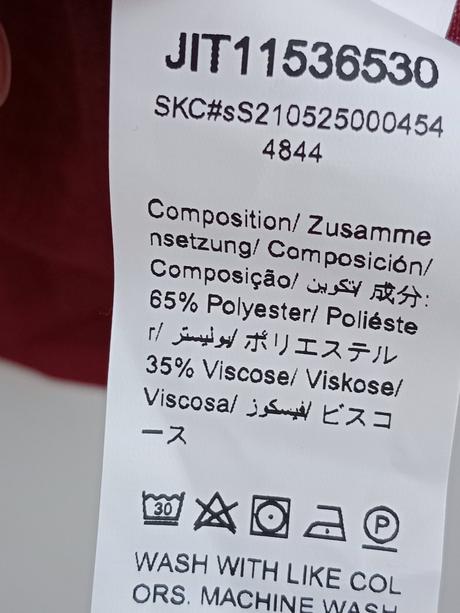 JIT11536530
SKC#sS210525000454
4844
Composition/ Zusamme
nsetzung/ Composición/
Composição/ تكوين/ 成分:
65% Polyester/ Poliéste
r/ بوليستر/ ポリエステル
35% Viscose/ Viskose/
Viscosa/ فيسكوز/ ビスコ
ース
30
P
WASH WITH LIKE COL
ORS. MACHINE WASH